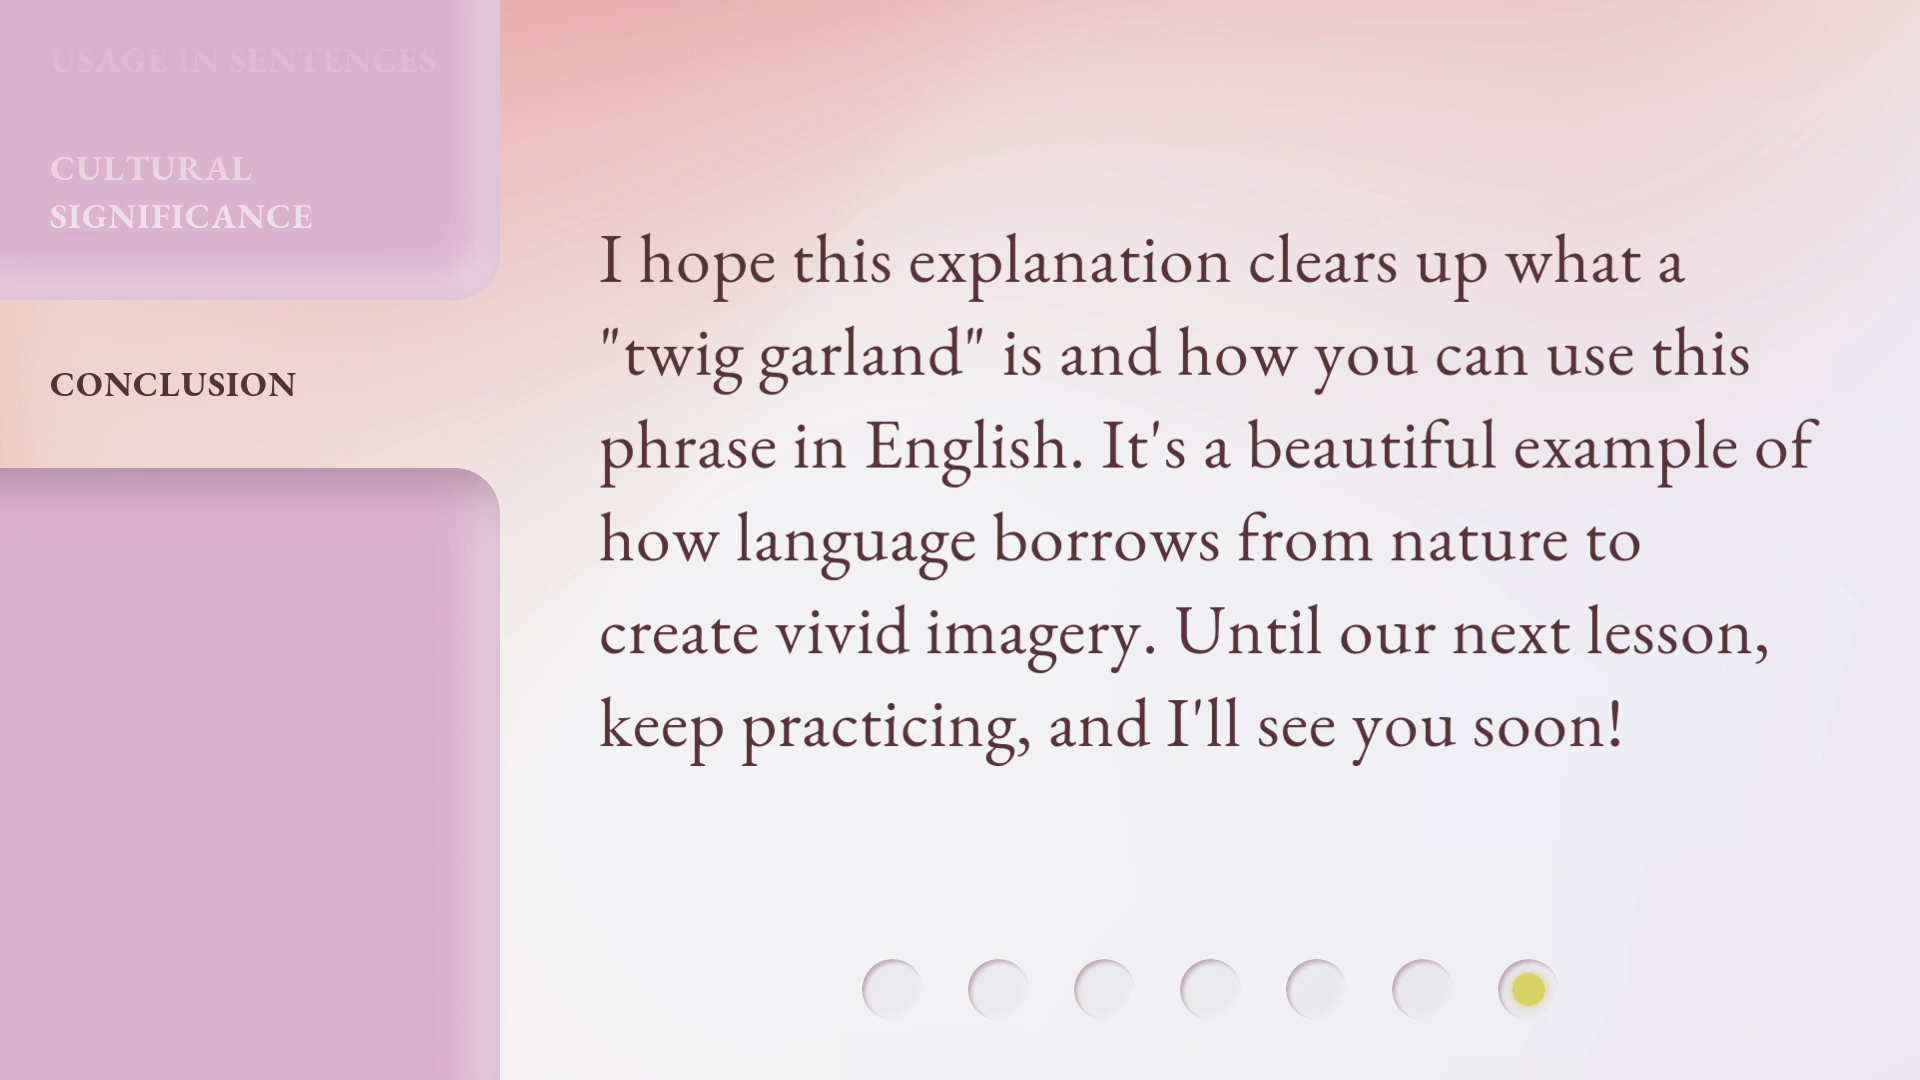 USAGE IN SENTENCES
CULTURAL
SIGNIFICANCE
CONCLUSION
I hope this explanation clears up what a
"twig garland" is and how you can use this
phrase in English. It's a beautiful example of
how language borrows from nature to
create vivid imagery. Until our next lesson,
keep practicing, and I'll see you soon!